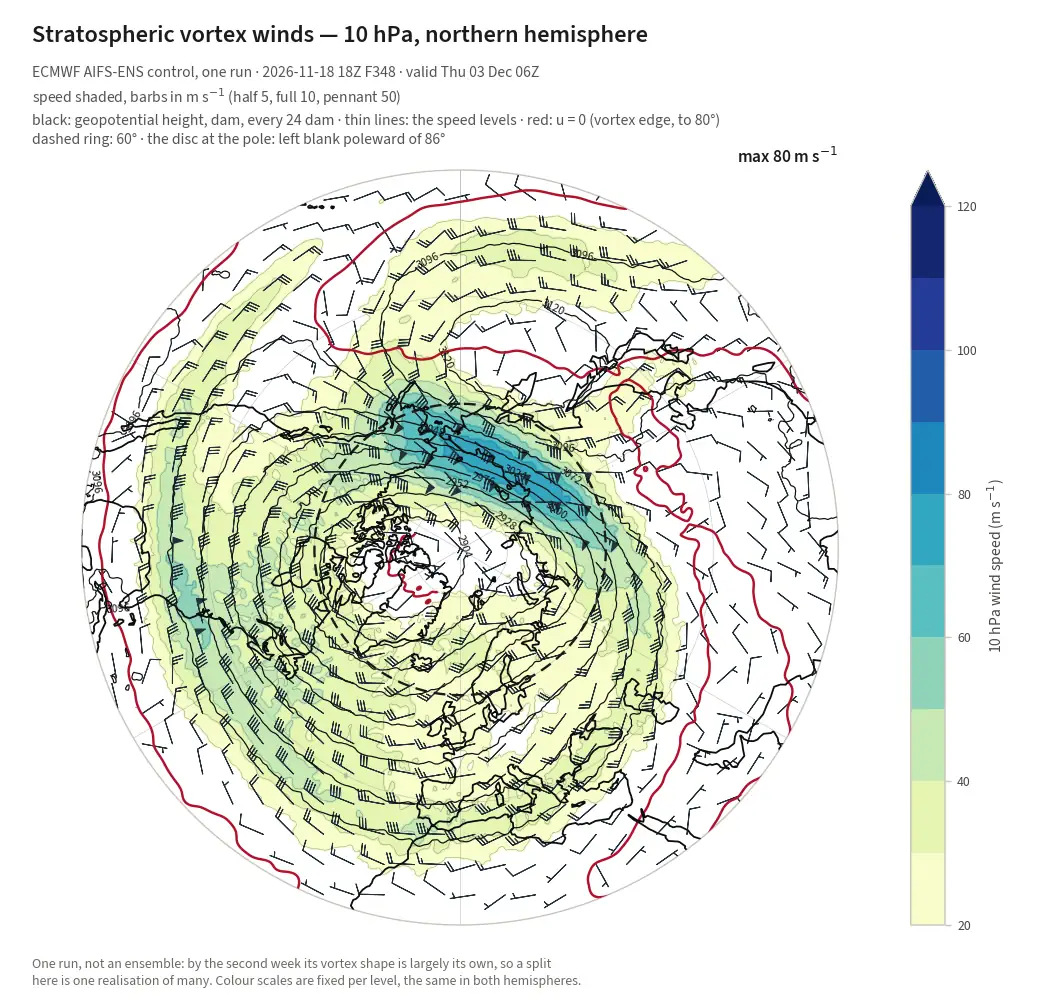 Stratospheric vortex winds — 10 hPa, northern hemisphere
ECMWF AIFS-ENS control, one run · 2026-11-18 18Z F348 · valid Thu 03 Dec 06Z
speed shaded, barbs in m s⁻¹ (half 5, full 10, pennant 50)
black: geopotential height, dam, every 24 dam · thin lines: the speed levels · red: u = 0 (vortex edge, to 80°)
dashed ring: 60° · the disc at the pole: left blank poleward of 86°
max 80 m s⁻¹
120
100
80
60
40
20
10 hPa wind speed (m s⁻¹)
3096
3096
3096
2952
2928
2904
3072
3096
3096
One run, not an ensemble: by the second week its vortex shape is largely its own, so a split
here is one realisation of many. Colour scales are fixed per level, the same in both hemispheres.